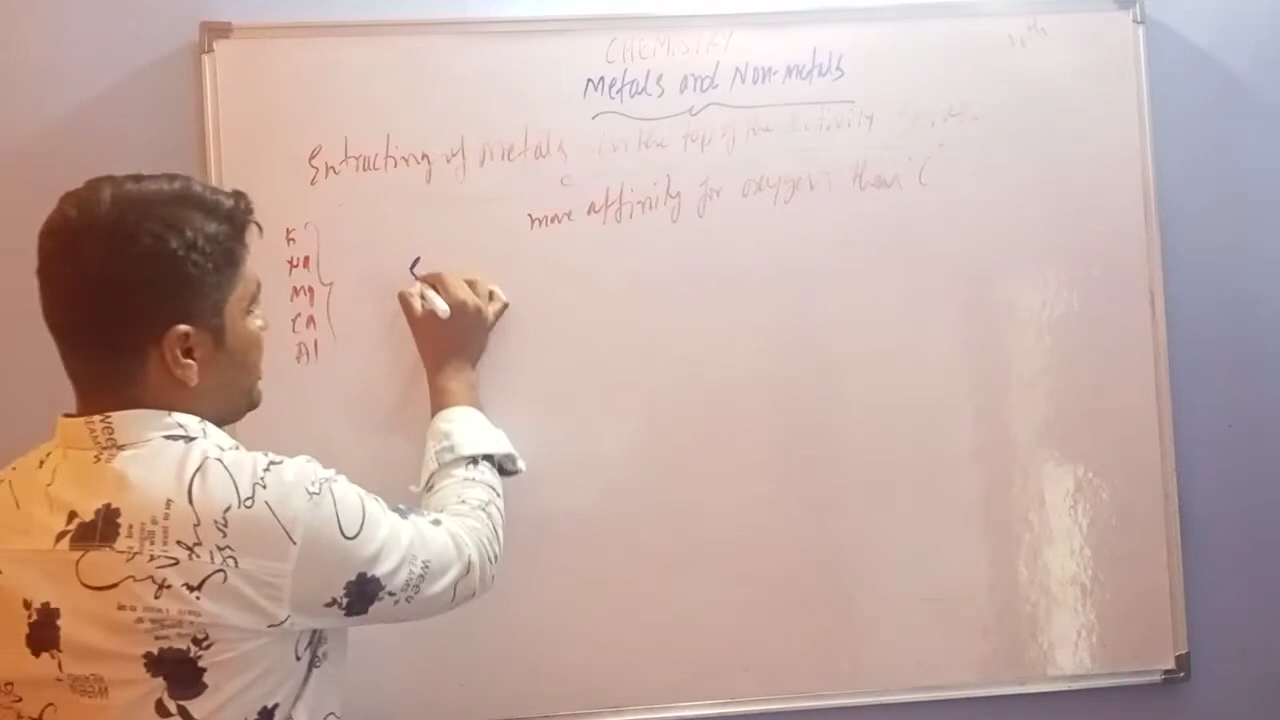 CHEMISTRY
10th
Metals and Non-metals
Extracting of metals in the top of the activity
c
more affinity for oxygen than "C"
K
Na
Mg
Ca
Al